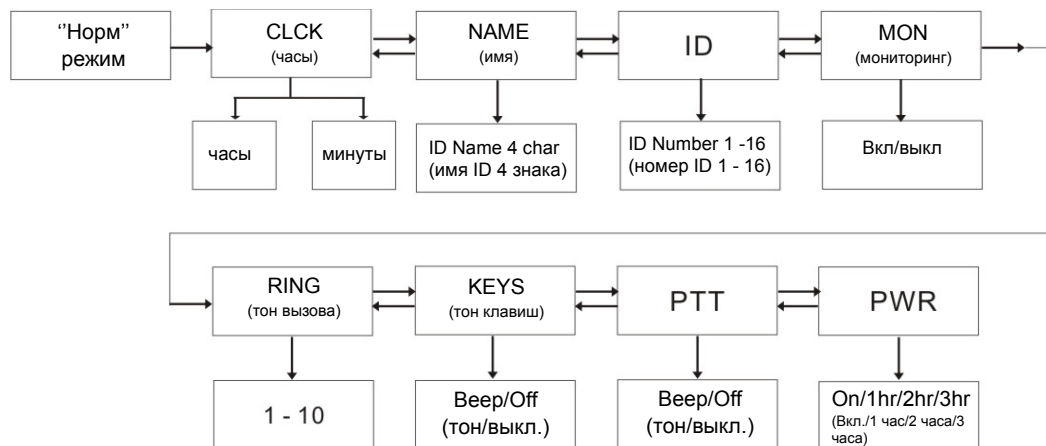 ‘‘Норм’’
режим
CLCK
(часы)
NAME
(имя)
ID
MON
(мониторинг)
часы
минуты
ID Name 4 char
(имя ID 4 знака)
ID Number 1 -16
(номер ID 1 - 16)
Вкл/выкл
RING
(тон вызова)
KEYS
(тон клавиш)
PTT
PWR
1 - 10
Beep/Off
(тон/выкл.)
Beep/Off
(тон/выкл.)
On/1hr/2hr/3hr
(Вкл./1 час/2 часа/3
часа)